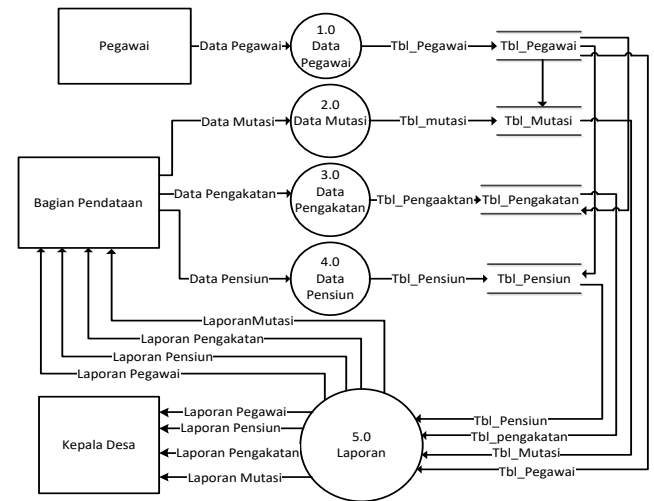 Pegawai
Data Pegawai
1.0
Data
Pegawai
Tbl_Pegawai
Tbl_Pegawai
Data Mutasi
2.0
Data Mutasi
Tbl_mutasi
Tbl_Mutasi
Bagian Pendataan
Data Pengakatan
3.0
Data
Pengakatan
Tbl_Pengaaktan
Tbl_Pengakatan
Data Pensiun
4.0
Data
Pensiun
Tbl_Pensiun
Tbl_Pensiun
LaporanMutasi
Laporan Pengakatan
Laporan Pensiun
Laporan Pegawai
Kepala Desa
Laporan Pegawai
Laporan Pensiun
Laporan Pengakatan
Laporan Mutasi
5.0
Laporan
Tbl_Pensiun
Tbl_pengakatan
Tbl_Mutasi
Tbl_Pegawai